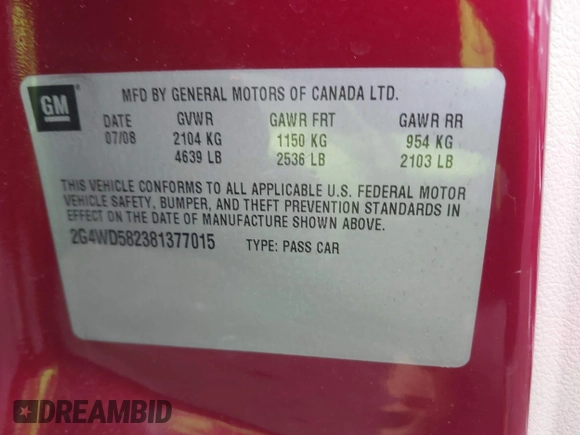 GM
MFD BY GENERAL MOTORS OF CANADA LTD.
DATE GVWR GAWR FRT GAWR RR
07/08 2104 KG 1150 KG 954 KG
4639 LB 2536 LB 2103 LB
THIS VEHICLE CONFORMS TO ALL APPLICABLE U.S. FEDERAL MOTOR
VEHICLE SAFETY, BUMPER, AND THEFT PREVENTION STANDARDS IN
EFFECT ON THE DATE OF MANUFACTURE SHOWN ABOVE.
2G4WD582381377015 TYPE: PASS CAR
DREAMBID